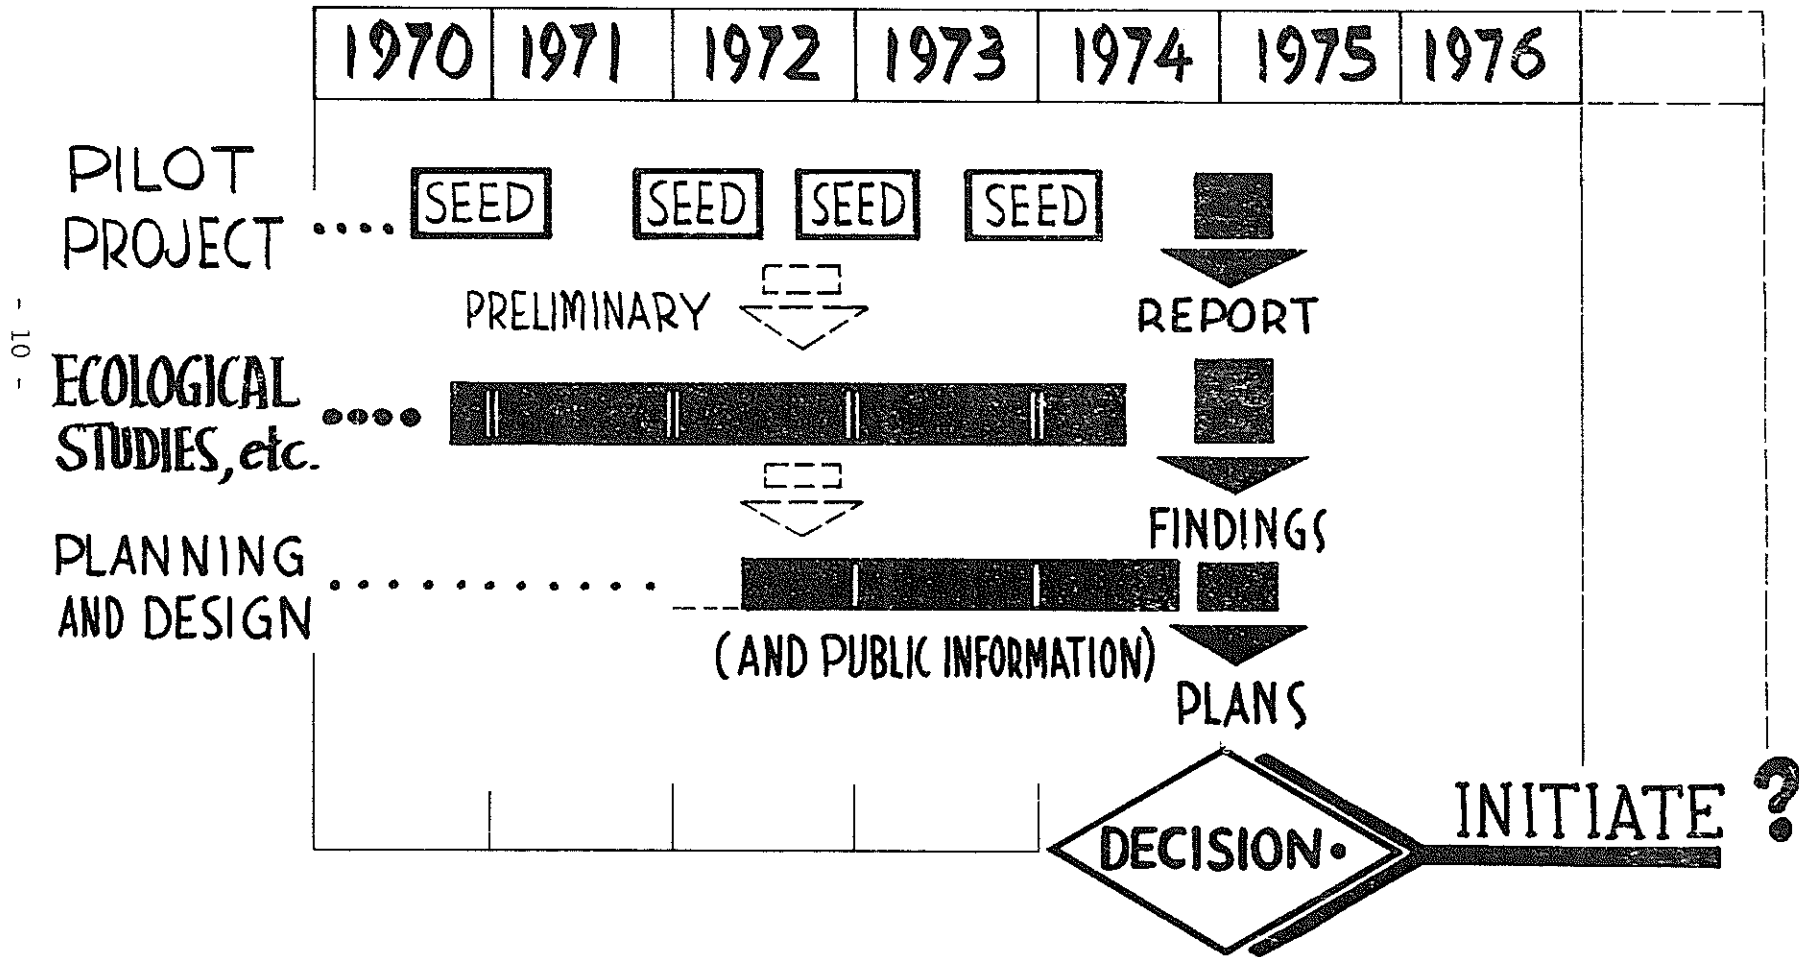 1970 1971 1972 1973 1974 1975 1976
PILOT
PROJECT
SEED SEED SEED SEED
PRELIMINARY
REPORT
- 10 -
ECOLOGICAL
STUDIES, etc.
FINDINGS
PLANNING
AND DESIGN
(AND PUBLIC INFORMATION)
PLANS
DECISION.
INITIATE ?